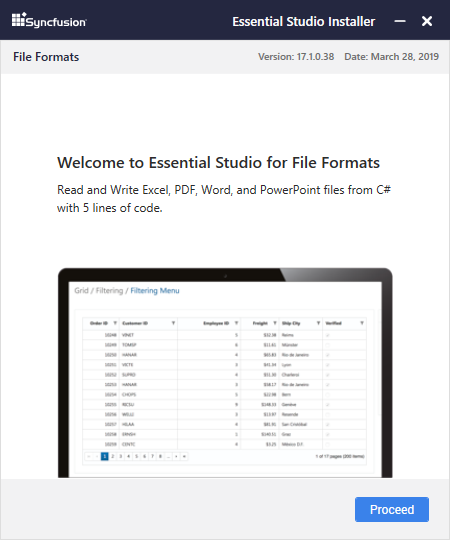 Syncfusion Essential Studio Installer
File Formats Version: 17.1.0.38 Date: March 28, 2019
Welcome to Essential Studio for File Formats
Read and Write Excel, PDF, Word, and PowerPoint files from C#
with 5 lines of code.
Grid / Filtering / Filtering Menu
Order ID Customer ID Employee ID Freight Ship City Verified
10248 VINET 5 $32.38 Reims
10249 TOMSP 6 $11.61 Münster
10250 HANAR 4 $65.83 Rio de Janeiro
10251 VICTE 3 $41.34 Lyon
10252 SUPRD 4 $51.30 Charleroi
10253 HANAR 3 $58.17 Rio de Janeiro
10254 CHOPS 5 $22.98 Bern
10255 RICSU 9 $148.33 Genève
10256 WELLI 3 $13.97 Resende
10257 HILAA 4 $81.91 San Cristóbal
10258 ERNSH 1 $140.51 Graz
10259 CENTC 4 $3.25 México D.F.
1 2 3 4 5 6 7 8 ... 1 of 17 pages (200 items)
Proceed